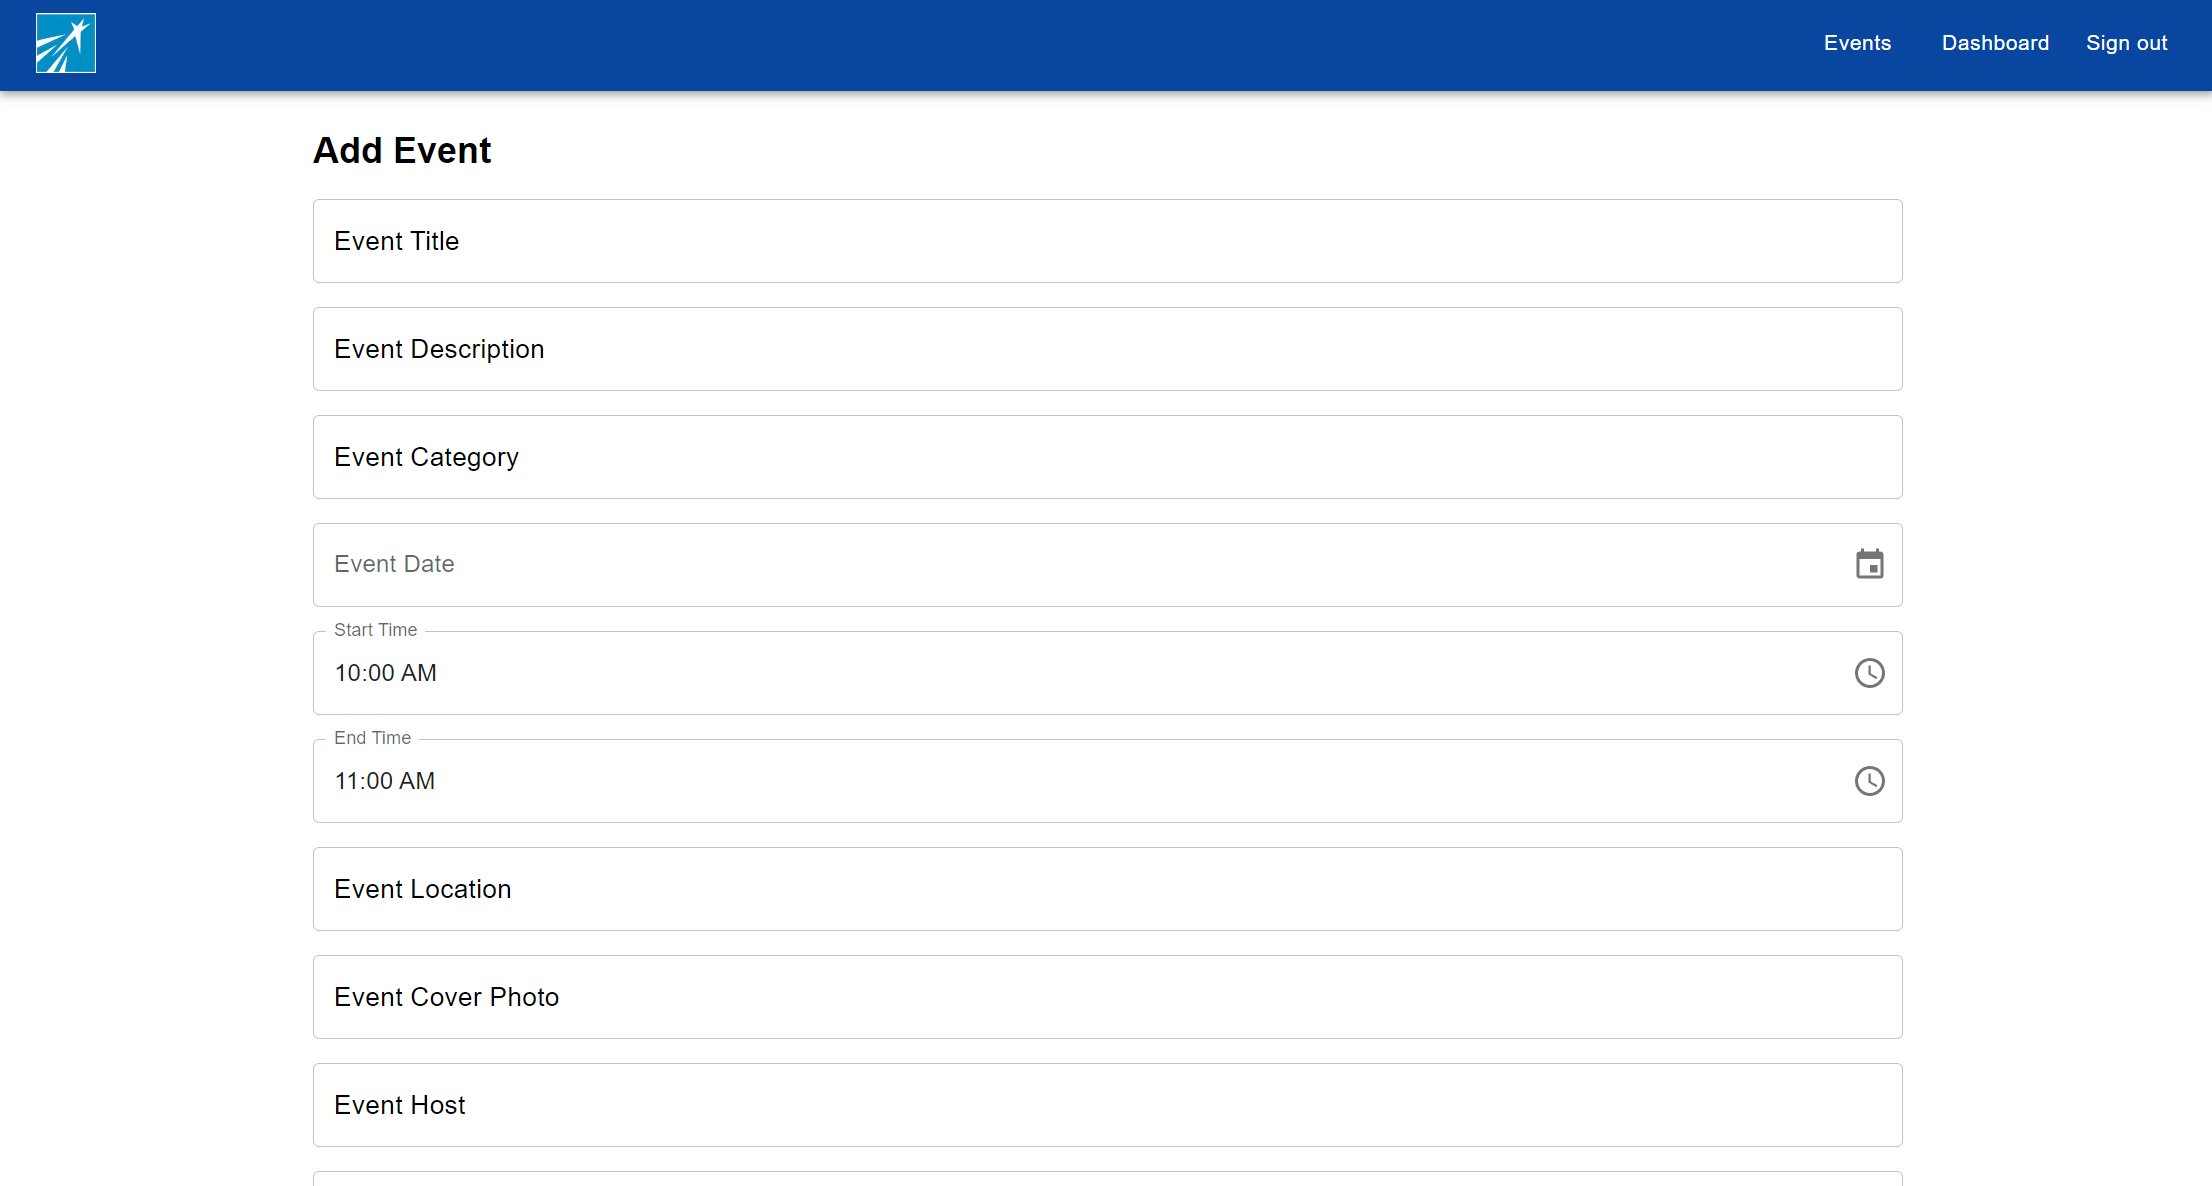 Events Dashboard Sign out
Add Event
Event Title
Event Description
Event Category
Event Date
Start Time
10:00 AM
End Time
11:00 AM
Event Location
Event Cover Photo
Event Host